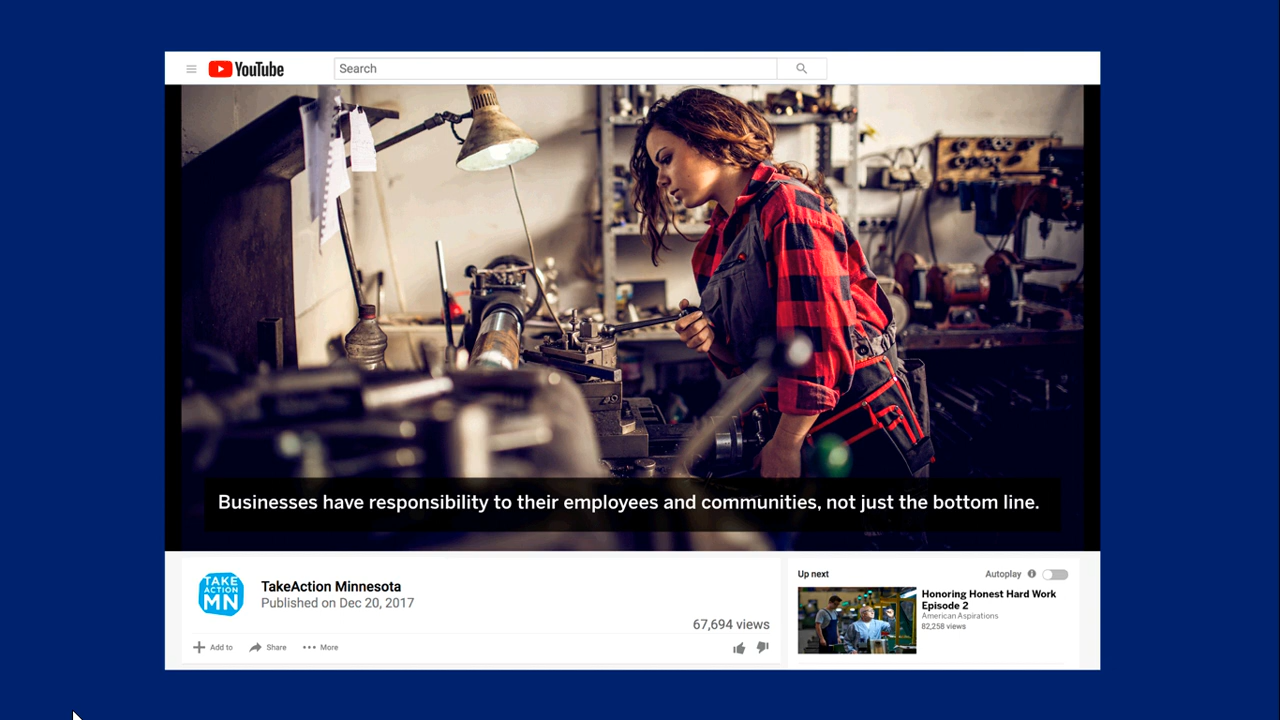 YouTube
Search
Businesses have responsibility to their employees and communities, not just the bottom line.
TAKE
ACTION
MN
TakeAction Minnesota
Published on Dec 20, 2017
67,694 views
Add to
Share
More
Up next
Autoplay
Honoring Honest Hard Work
Episode 2
American Aspirations
82,258 views